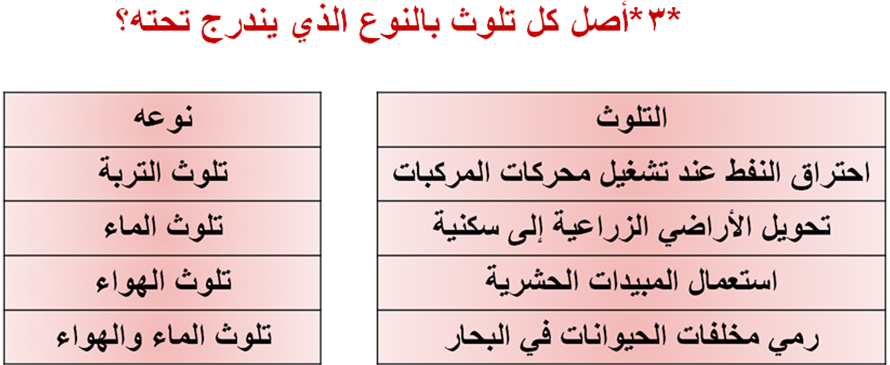 *٣*أصل كل تلوث بالنوع الذي يندرج تحته؟
التلوث نوعه
احتراق النفط عند تشغيل محركات المركبات تلوث التربة
تحويل الأراضي الزراعية إلى سكنية تلوث الماء
استعمال المبيدات الحشرية تلوث الهواء
رمي مخلفات الحيوانات في البحار تلوث الماء والهواء